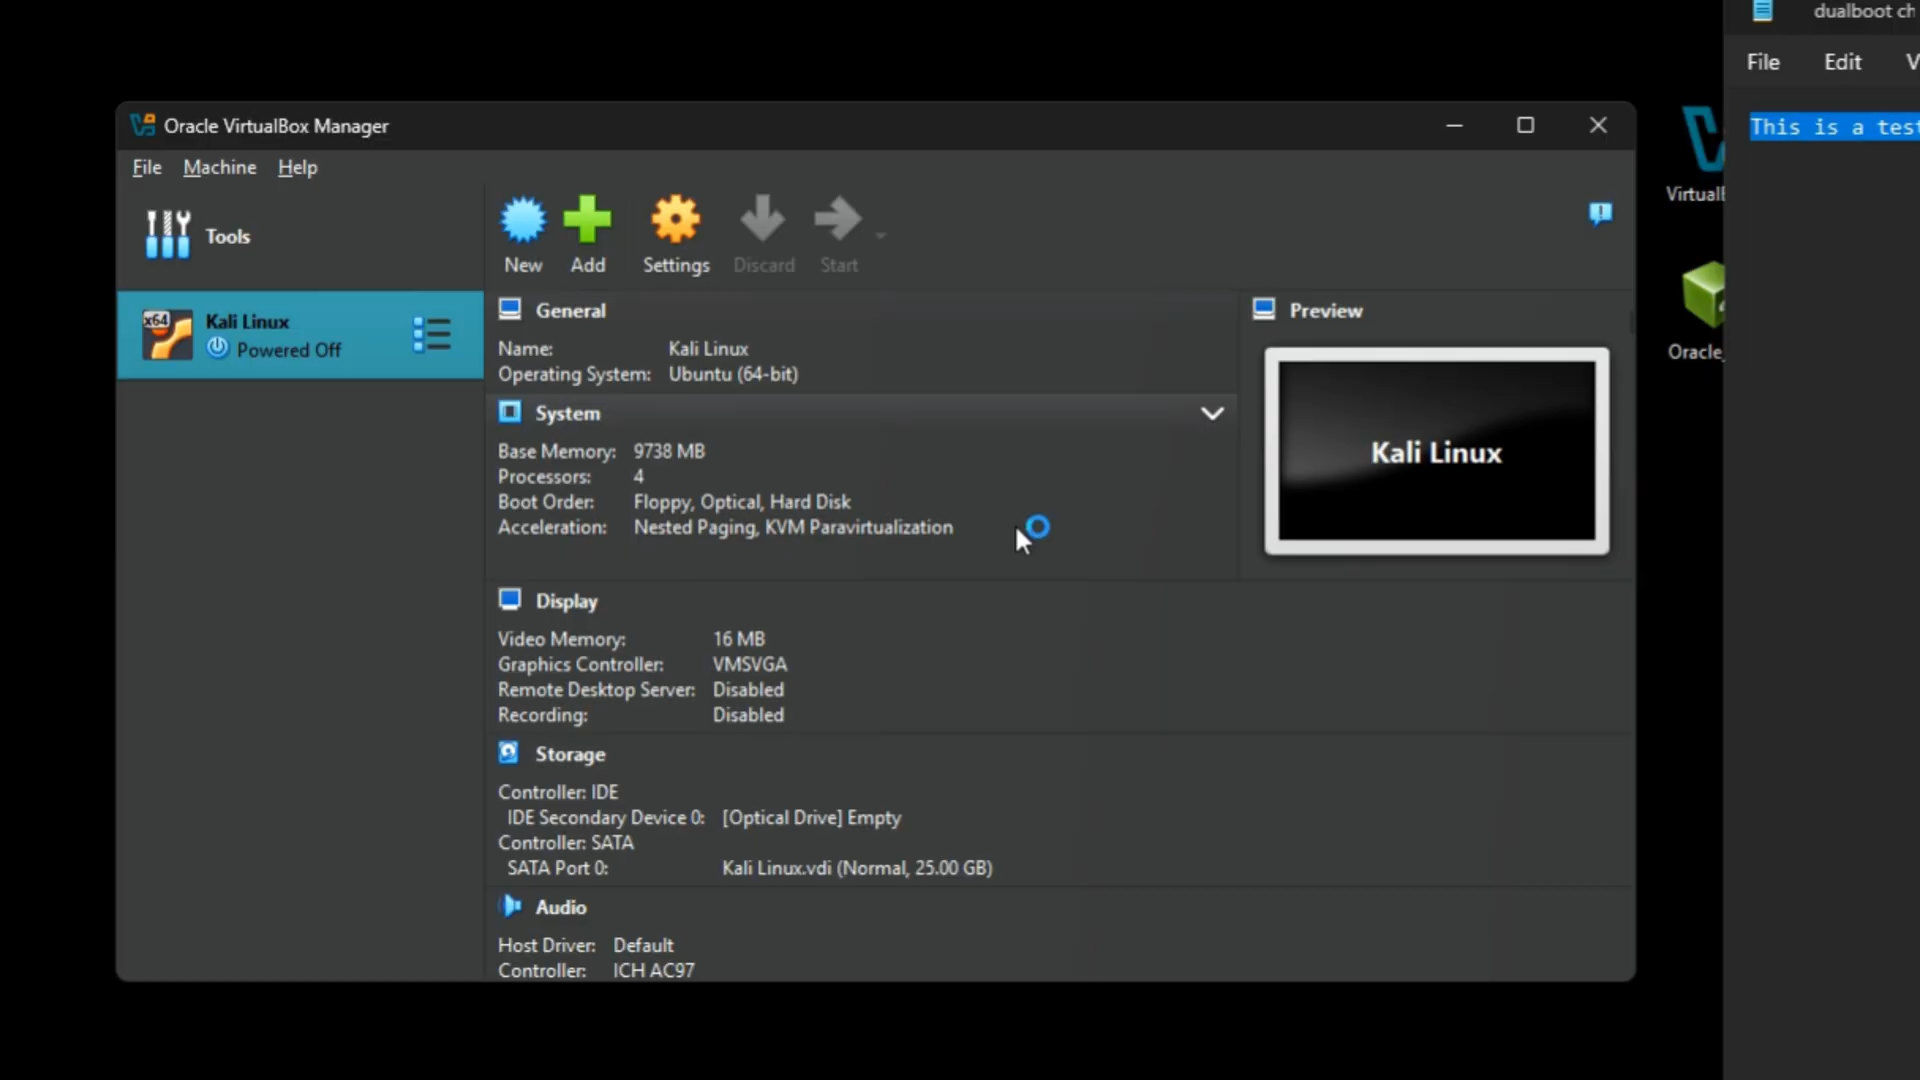 Oracle VirtualBox Manager
File Machine Help
Tools
New Add Settings Discard Start
x64
Kali Linux
Powered Off
General
Name: Kali Linux
Operating System: Ubuntu (64-bit)
System
Base Memory: 9738 MB
Processors: 4
Boot Order: Floppy, Optical, Hard Disk
Acceleration: Nested Paging, KVM Paravirtualization
Preview
Kali Linux
Display
Video Memory: 16 MB
Graphics Controller: VMSVGA
Remote Desktop Server: Disabled
Recording: Disabled
Storage
Controller: IDE
IDE Secondary Device 0: [Optical Drive] Empty
Controller: SATA
SATA Port 0: Kali Linux.vdi (Normal, 25.00 GB)
Audio
Host Driver: Default
Controller: ICH AC97
VirtualB
Oracle_
dualboot ch
File Edit V
This is a test